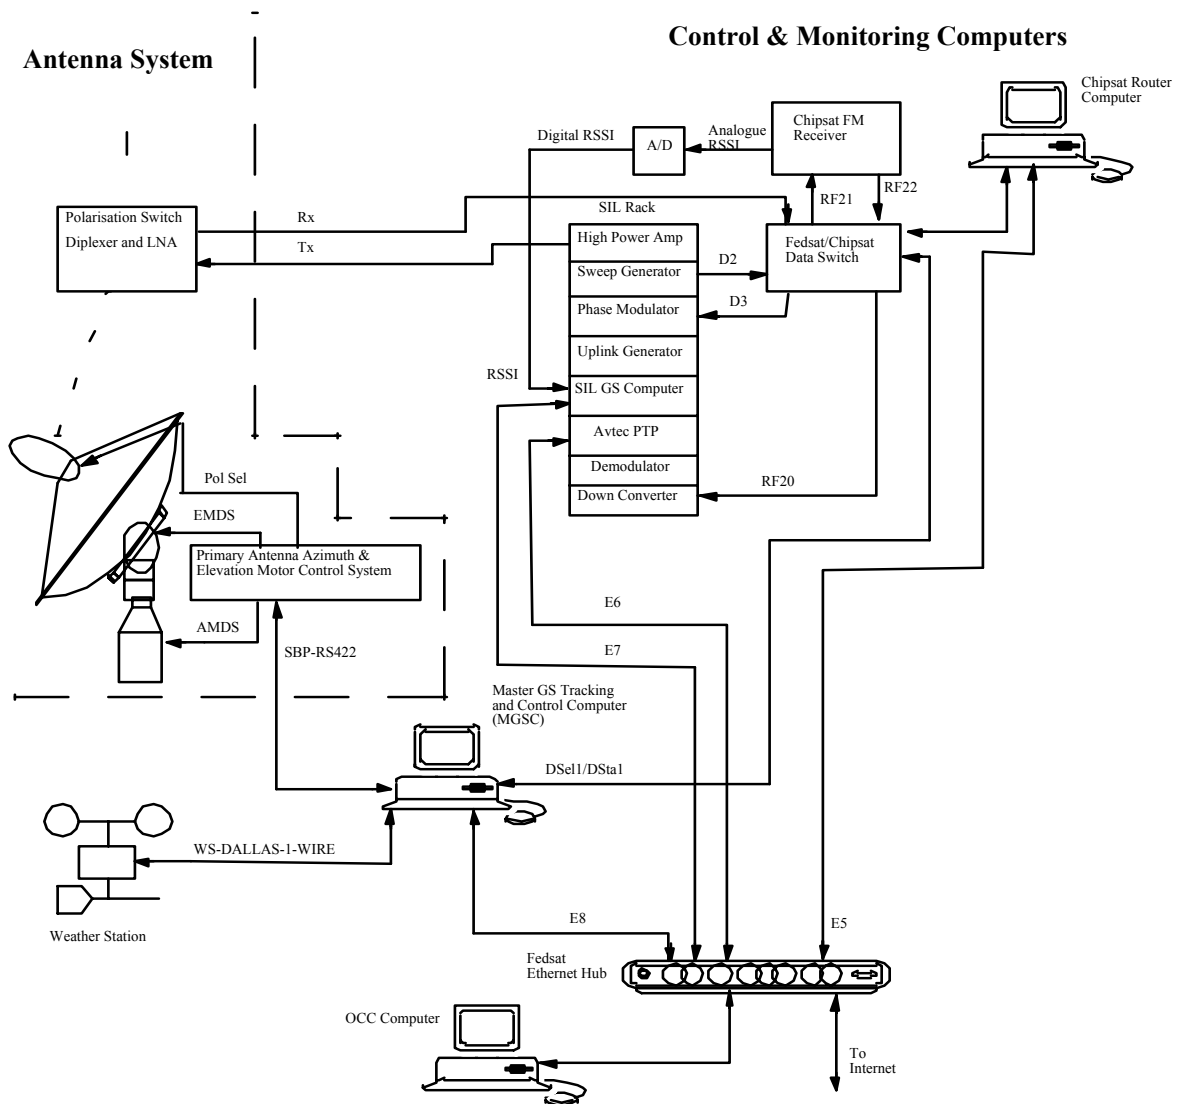 Control & Monitoring Computers
Antenna System
Chipsat Router
Computer
Chipsat FM
Receiver
Digital RSSI
A/D
Analogue
RSSI
RF21
RF22
Polarisation Switch
Diplexer and LNA
Rx
Tx
SIL Rack
High Power Amp
Sweep Generator
Phase Modulator
Uplink Generator
SIL GS Computer
Avtec PTP
Demodulator
Down Converter
Fedsat/Chipsat
Data Switch
D2
D3
RSSI
RF20
Pol Sel
EMDS
Primary Antenna Azimuth &
Elevation Motor Control System
AMDS
SBP-RS422
E6
E7
Master GS Tracking
and Control Computer
(MGSC)
DSel1/DSta1
WS-DALLAS-1-WIRE
Weather Station
E8
E5
Fedsat
Ethernet Hub
OCC Computer
To
Internet